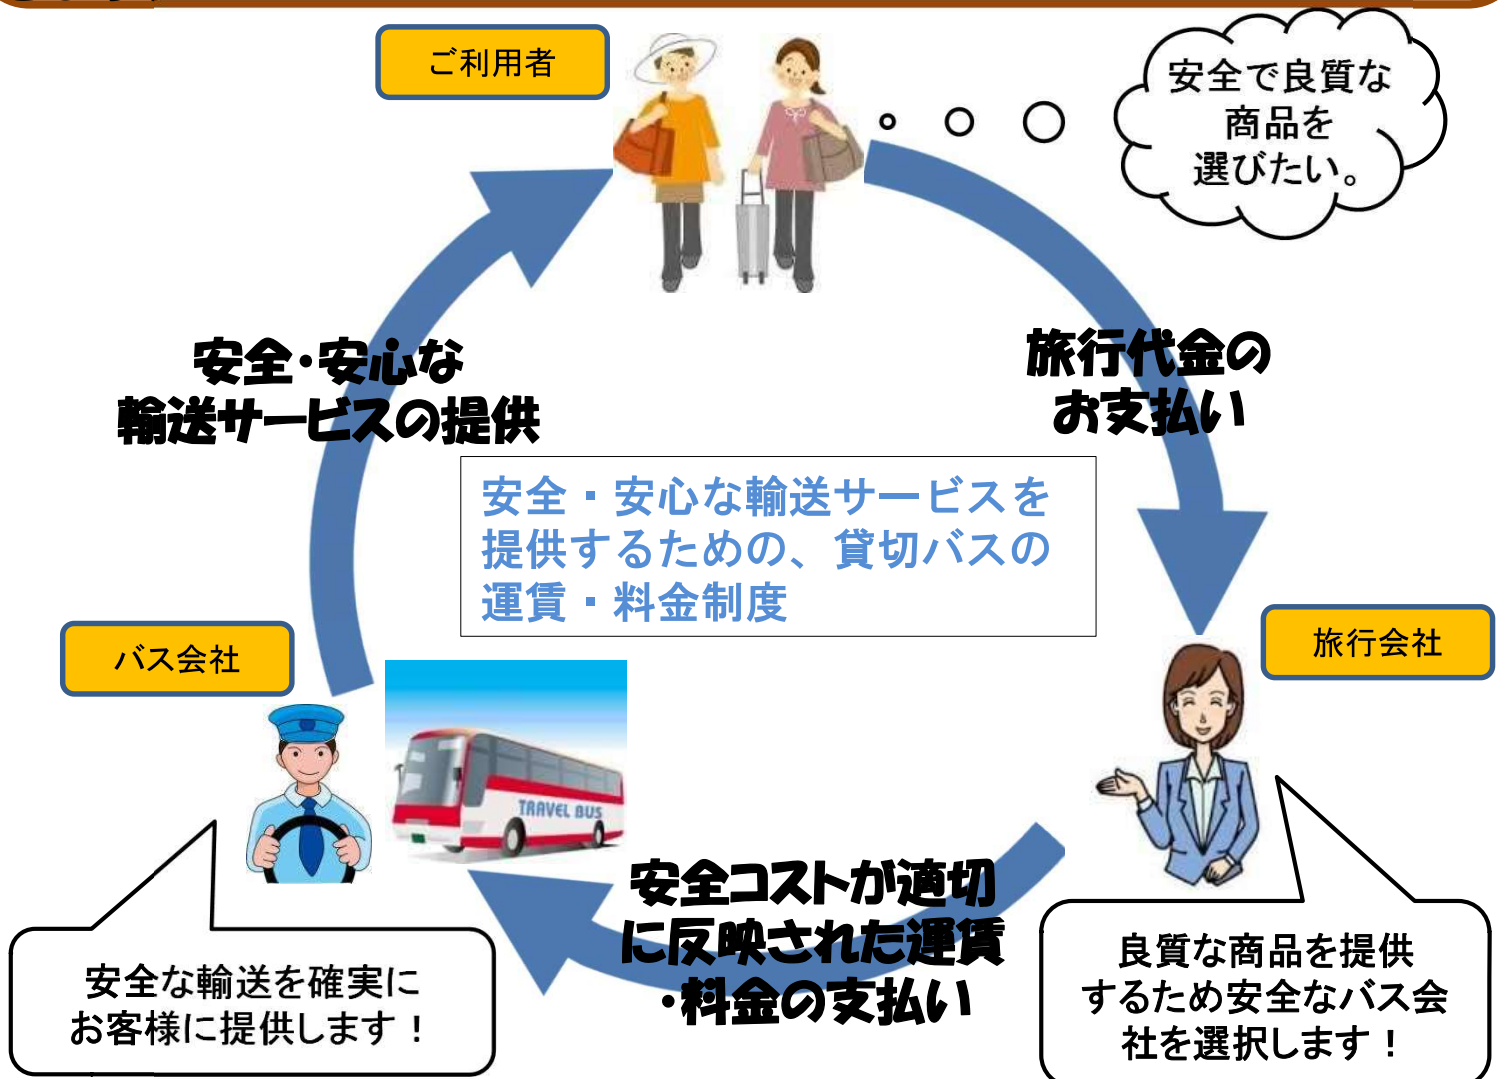 ご利用者
安全で良質な
商品を
選びたい。
安全・安心な
輸送サービスの提供
旅行代金の
お支払い
安全・安心な輸送サービスを
提供するための、貸切バスの
運賃・料金制度
バス会社
旅行会社
TRAVEL BUS
安全コストが適切
に反映された運賃
・料金の支払い
安全な輸送を確実に
お客様に提供します！
良質な商品を提供
するため安全なバス会
社を選択します！